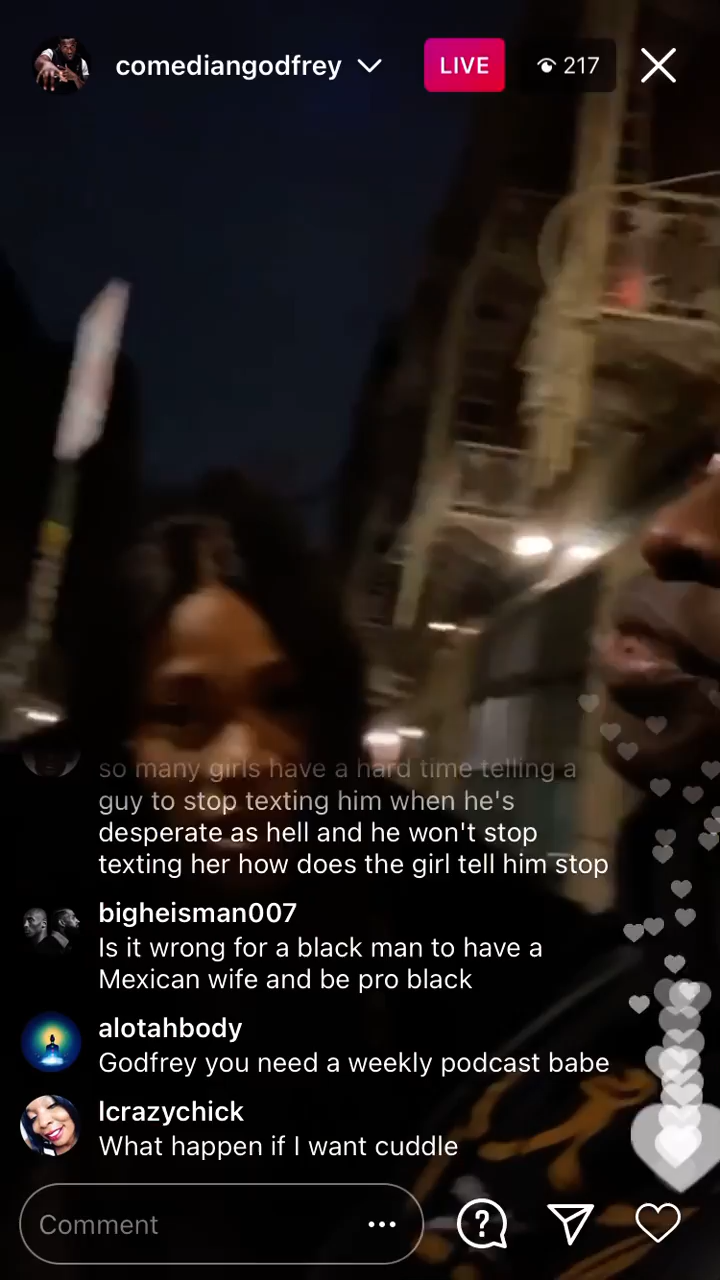 comediangodfrey
LIVE
217
so many girls have a hard time telling a
guy to stop texting him when he's
desperate as hell and he won't stop
texting her how does the girl tell him stop
bigheisman007
Is it wrong for a black man to have a
Mexican wife and be pro black
alotahbody
Godfrey you need a weekly podcast babe
lcrazychick
What happen if I want cuddle
Comment